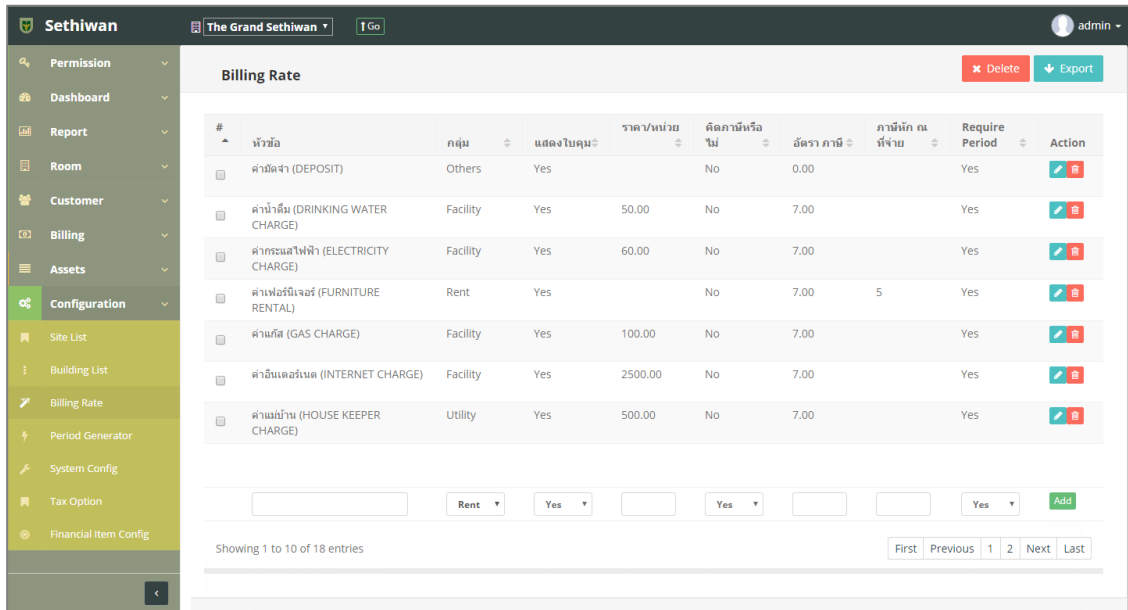 Sethiwan
The Grand Sethiwan
Go
admin
Permission
Dashboard
Report
Room
Customer
Billing
Assets
Configuration
Site List
Building List
Billing Rate
Period Generator
System Config
Tax Option
Financial Item Config
Billing Rate
Delete
Export
# หัวข้อ กลุ่ม แสดงใบคุม ราคา/หน่วย คิดภาษีหรือ อัตรา ภาษี ภาษีหัก ณ Require Action
ไม่ ที่จ่าย Period
ค่ามัดจำ (DEPOSIT) Others Yes No 0.00 Yes
ค่าน้ำดื่ม (DRINKING WATER Facility Yes 50.00 No 7.00 Yes
CHARGE)
ค่ากระแสไฟฟ้า (ELECTRICITY Facility Yes 60.00 No 7.00 Yes
CHARGE)
ค่าเฟอร์นิเจอร์ (FURNITURE Rent Yes No 7.00 5 Yes
RENTAL)
ค่าแก๊ส (GAS CHARGE) Facility Yes 100.00 No 7.00 Yes
ค่าอินเตอร์เนต (INTERNET CHARGE) Facility Yes 2500.00 No 7.00 Yes
ค่าแม่บ้าน (HOUSE KEEPER Utility Yes 500.00 No 7.00 Yes
CHARGE)
Rent Yes Yes Yes Add
Showing 1 to 10 of 18 entries
First Previous 1 2 Next Last